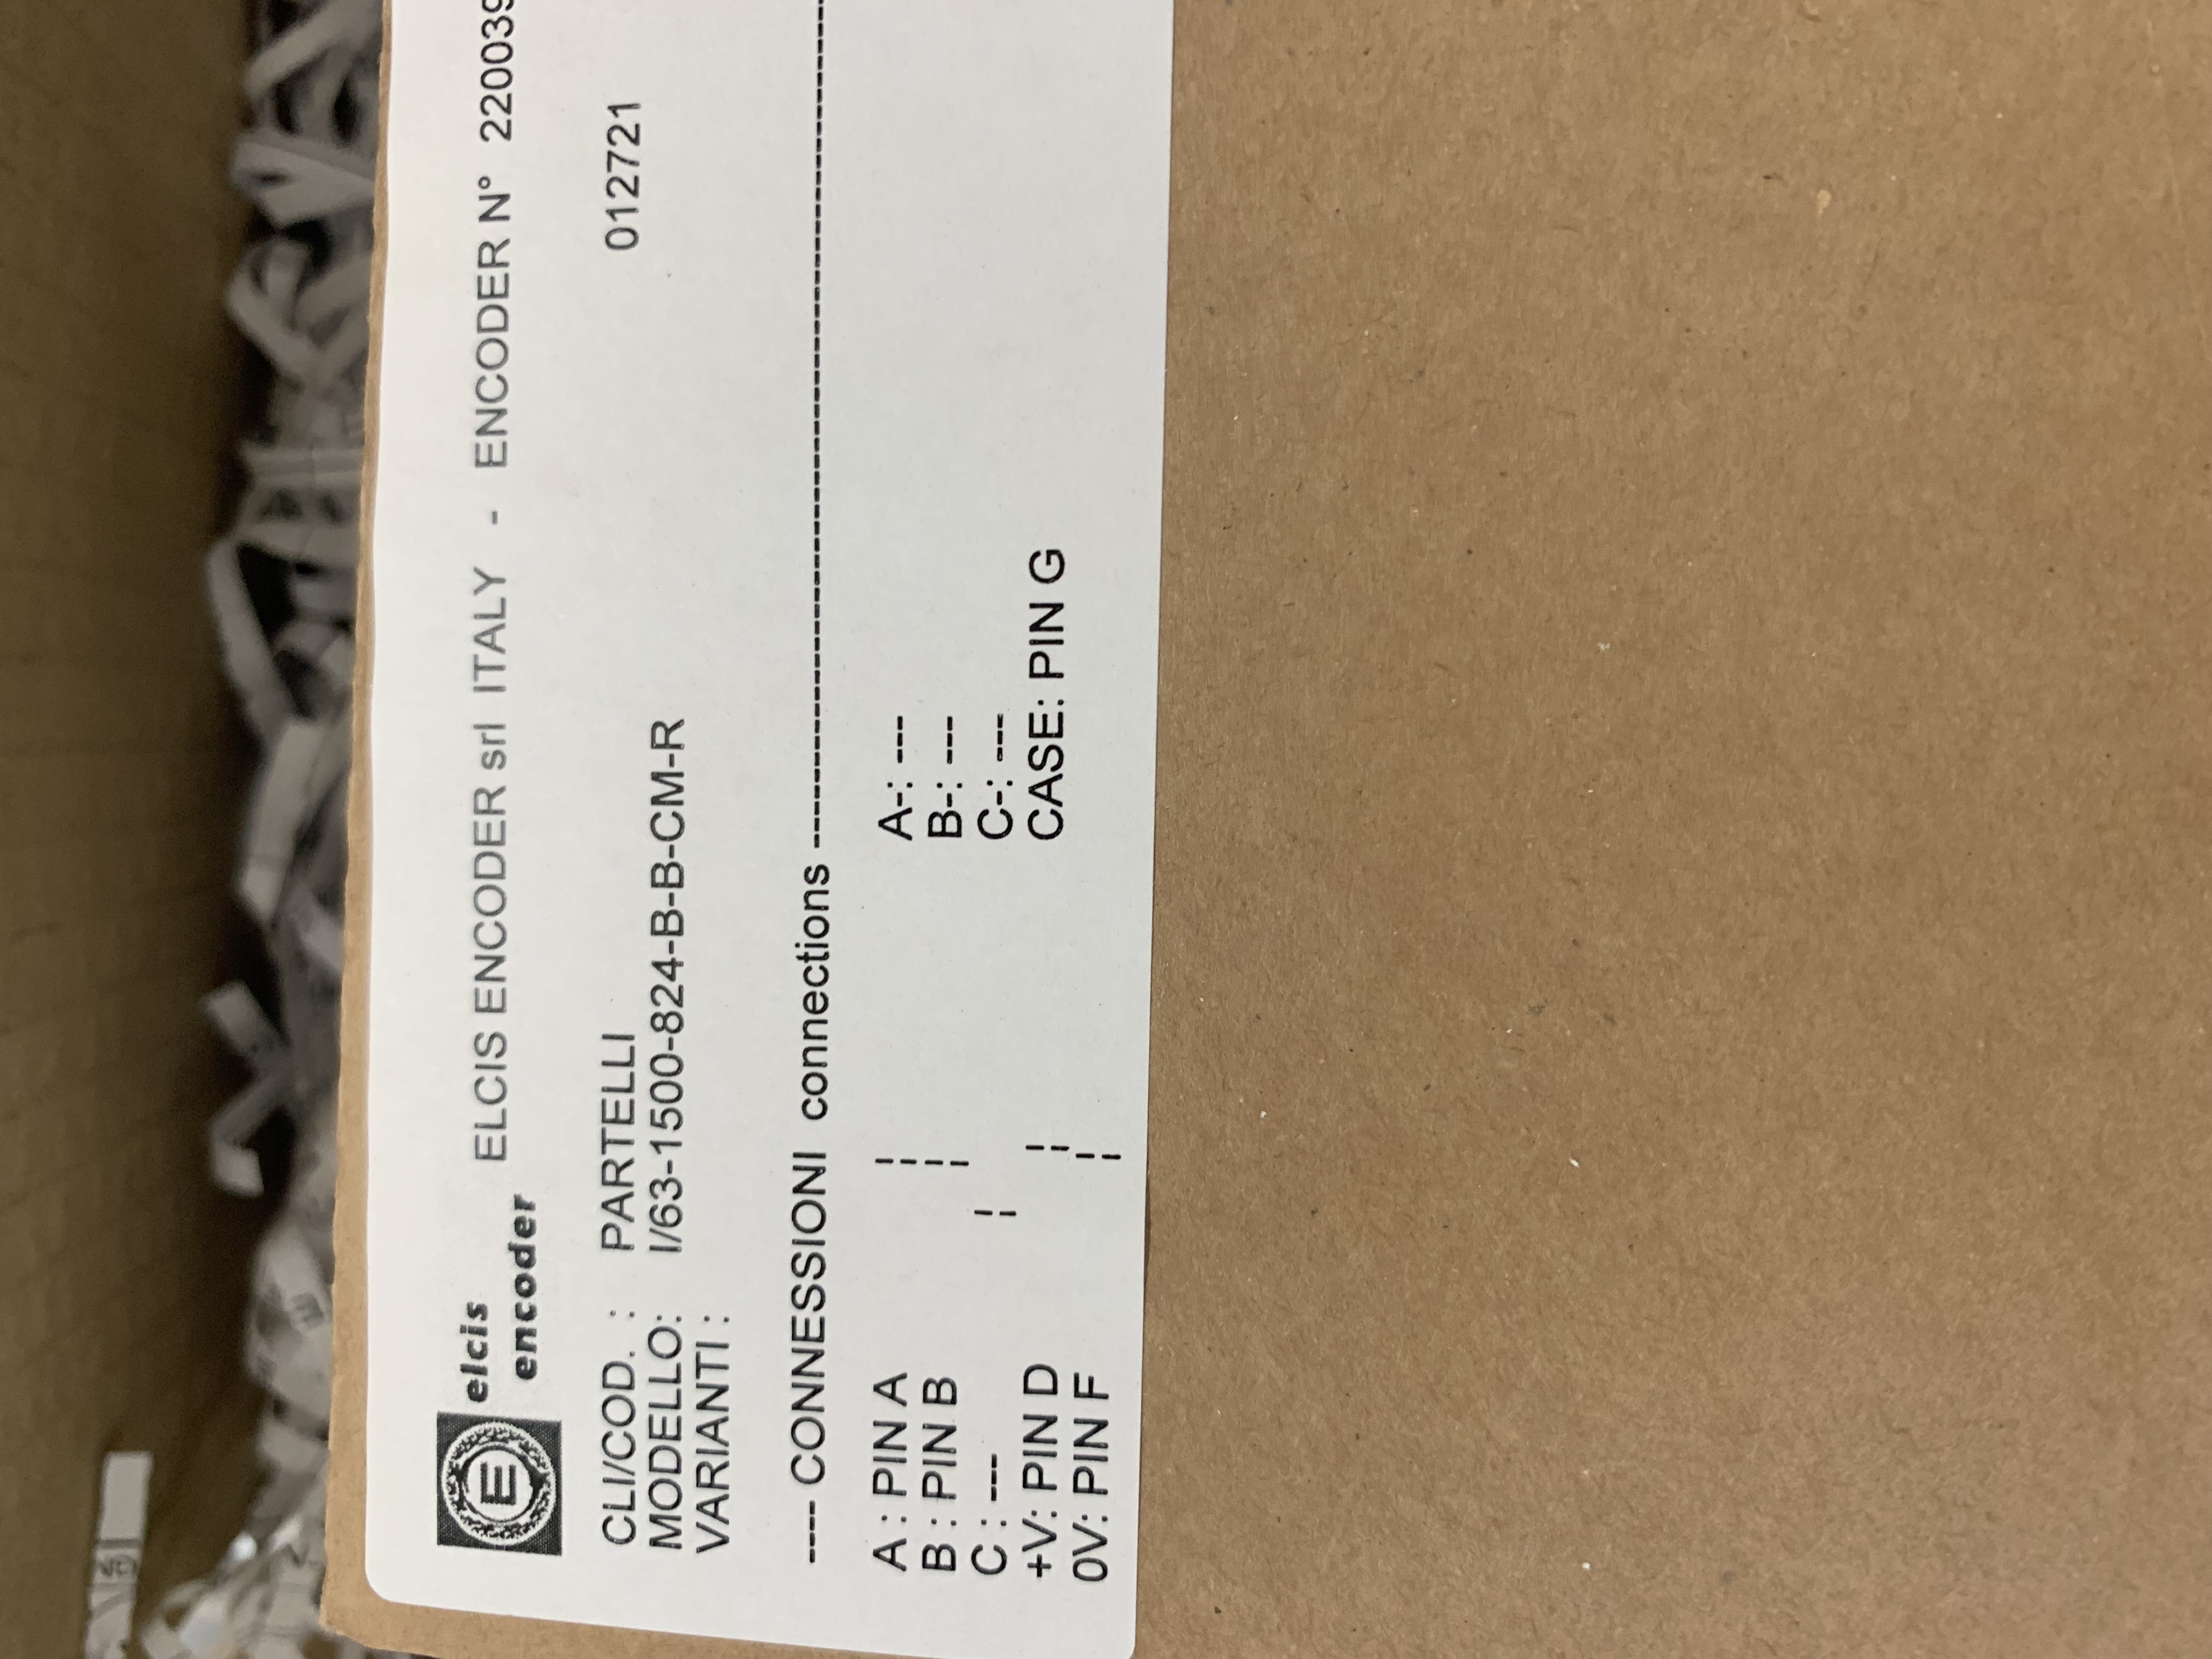 E elcis encoder ELCIS ENCODER srl ITALY - ENCODER N° 220039
CLI/COD. : PARTELLI 012721
MODELLO: I/63-1500-824-B-B-CM-R
VARIANTI :
---- CONNESSIONI connections ----------------------------------------------------------------
A : PIN A ¦¦ A-: ---
B : PIN B ¦¦ B-: ---
C : --- ¦¦ C-: ---
+V: PIN D ¦¦ CASE: PIN G
0V: PIN F ¦¦